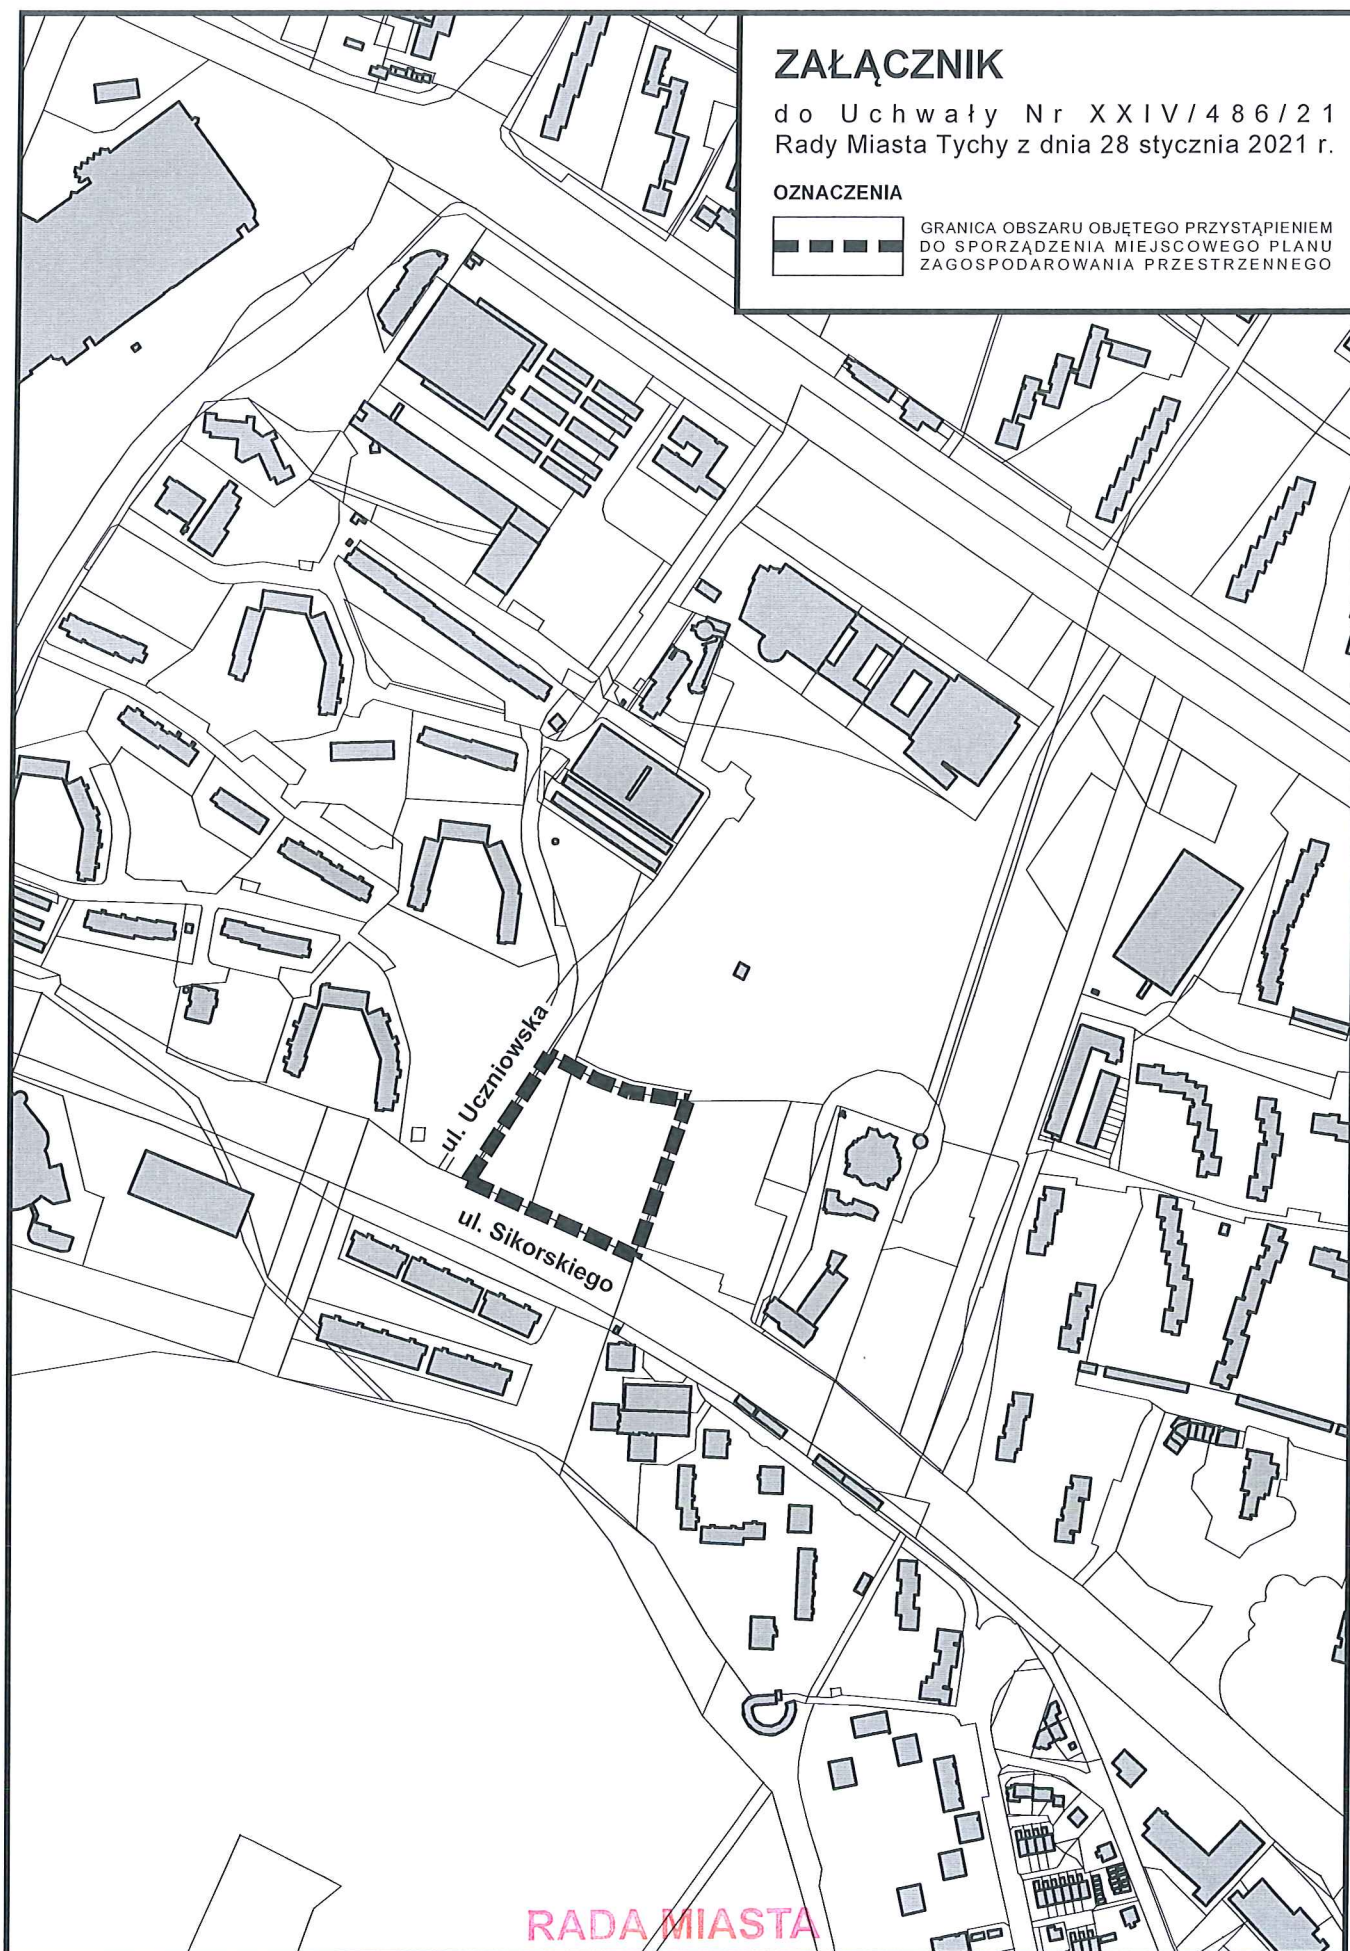 ZAŁĄCZNIK
do Uchwały Nr XXIV/486/21
Rady Miasta Tychy z dnia 28 stycznia 2021 r.
OZNACZENIA
GRANICA OBSZARU OBJĘTEGO PRZYSTĄPIENIEM
DO SPORZĄDZENIA MIEJSCOWEGO PLANU
ZAGOSPODAROWANIA PRZESTRZENNEGO
ul. Uczniowska
ul. Sikorskiego
RADA MIASTA